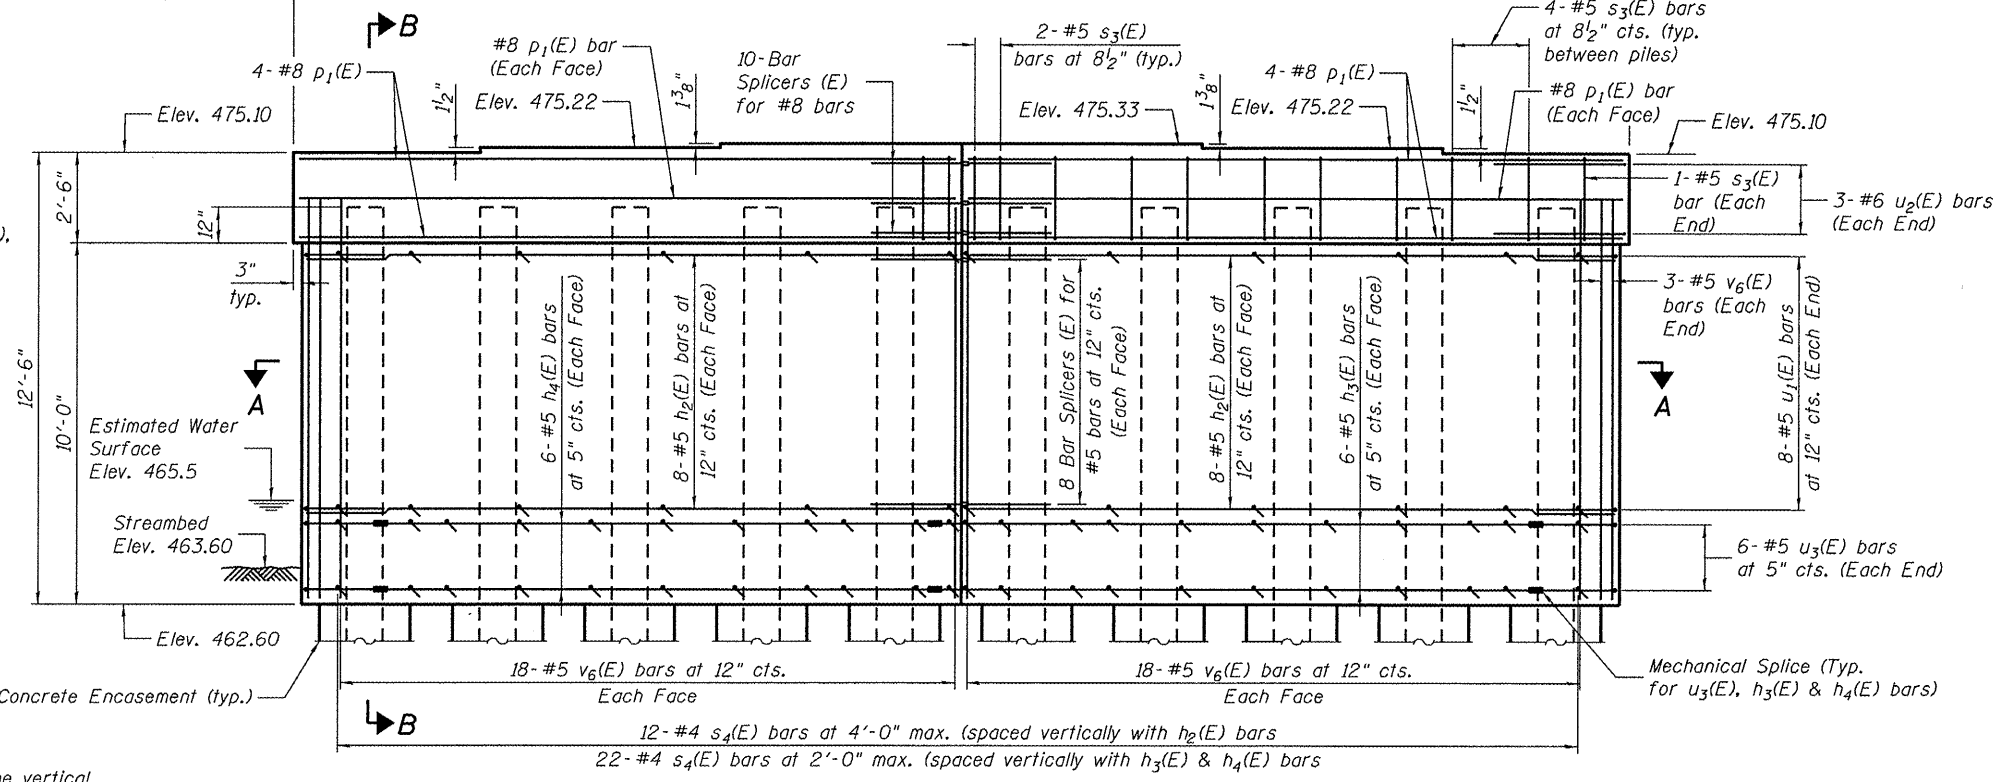 B
4-#8 p₁(E)
#8 p₁(E) bar
(Each Face)
10-Bar
Splicers (E)
for #8 bars
2-#5 s₃(E)
bars at 8½" (typ.)
4-#5 s₃(E) bars
at 8½" cts. (typ.
between piles)
4-#8 p₁(E)
#8 p₁(E) bar
(Each Face)
Elev. 475.10
1½"
Elev. 475.22
1⅜"
Elev. 475.33
1⅜"
Elev. 475.22
1½"
Elev. 475.10
2'-6"
12"
1-#5 s₃(E)
bar (Each
End)
3-#6 u₂(E) bars
(Each End)
),
3"
typ.
12'-6"
10'-0"
6-#5 h₄(E) bars
at 5" cts. (Each Face)
8-#5 h₂(E) bars at
12" cts. (Each Face)
8 Bar Splicers (E) for
#5 bars at 12" cts.
(Each Face)
8-#5 h₂(E) bars at
12" cts. (Each Face)
6-#5 h₃(E) bars
at 5" cts. (Each Face)
3-#5 v₆(E)
bars (Each
End)
8-#5 u₁(E) bars
at 12" cts. (Each End)
A
A
Estimated Water
Surface
Elev. 465.5
Streambed
Elev. 463.60
6-#5 u₃(E) bars
at 5" cts. (Each End)
Elev. 462.60
18-#5 v₆(E) bars at 12" cts.
Each Face
18-#5 v₆(E) bars at 12" cts.
Each Face
Mechanical Splice (Typ.
for u₃(E), h₃(E) & h₄(E) bars)
Concrete Encasement (typ.)
B
12-#4 s₄(E) bars at 4'-0" max. (spaced vertically with h₂(E) bars
22-#4 s₄(E) bars at 2'-0" max. (spaced vertically with h₃(E) & h₄(E) bars
vertical